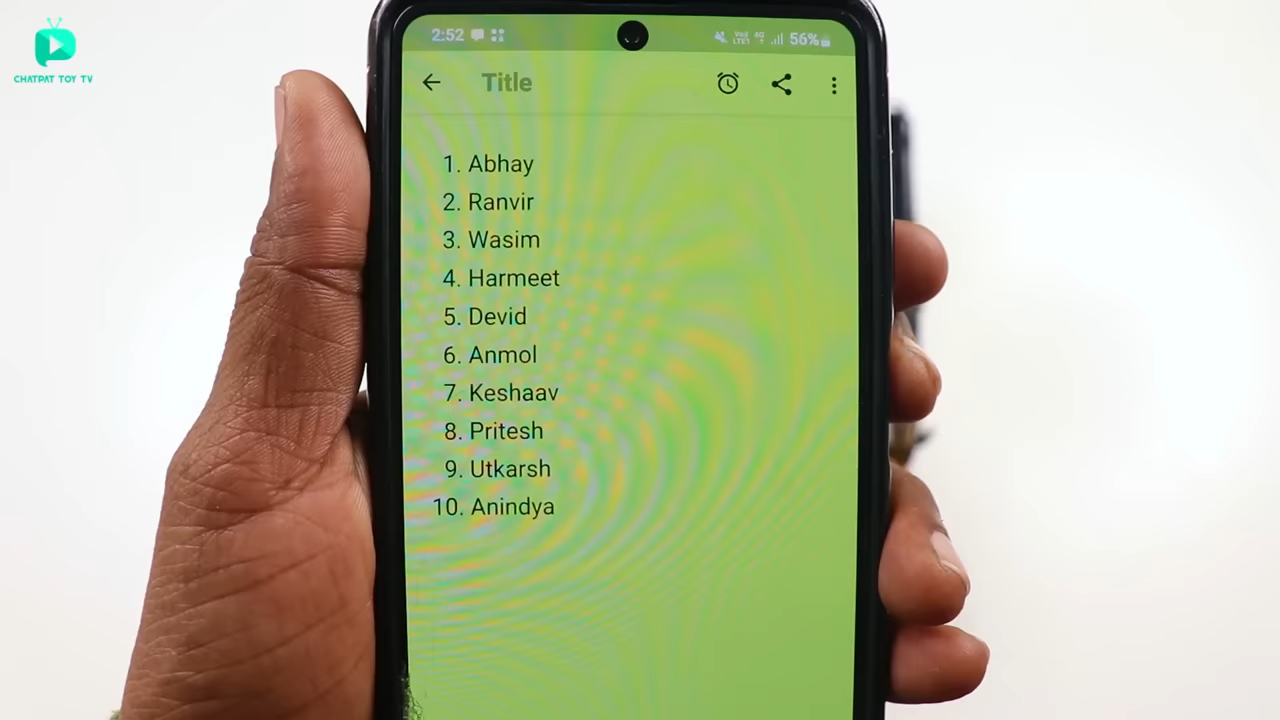 CHATPAT TOY TV
2:52 56%
Title
1. Abhay
2. Ranvir
3. Wasim
4. Harmeet
5. Devid
6. Anmol
7. Keshaav
8. Pritesh
9. Utkarsh
10. Anindya